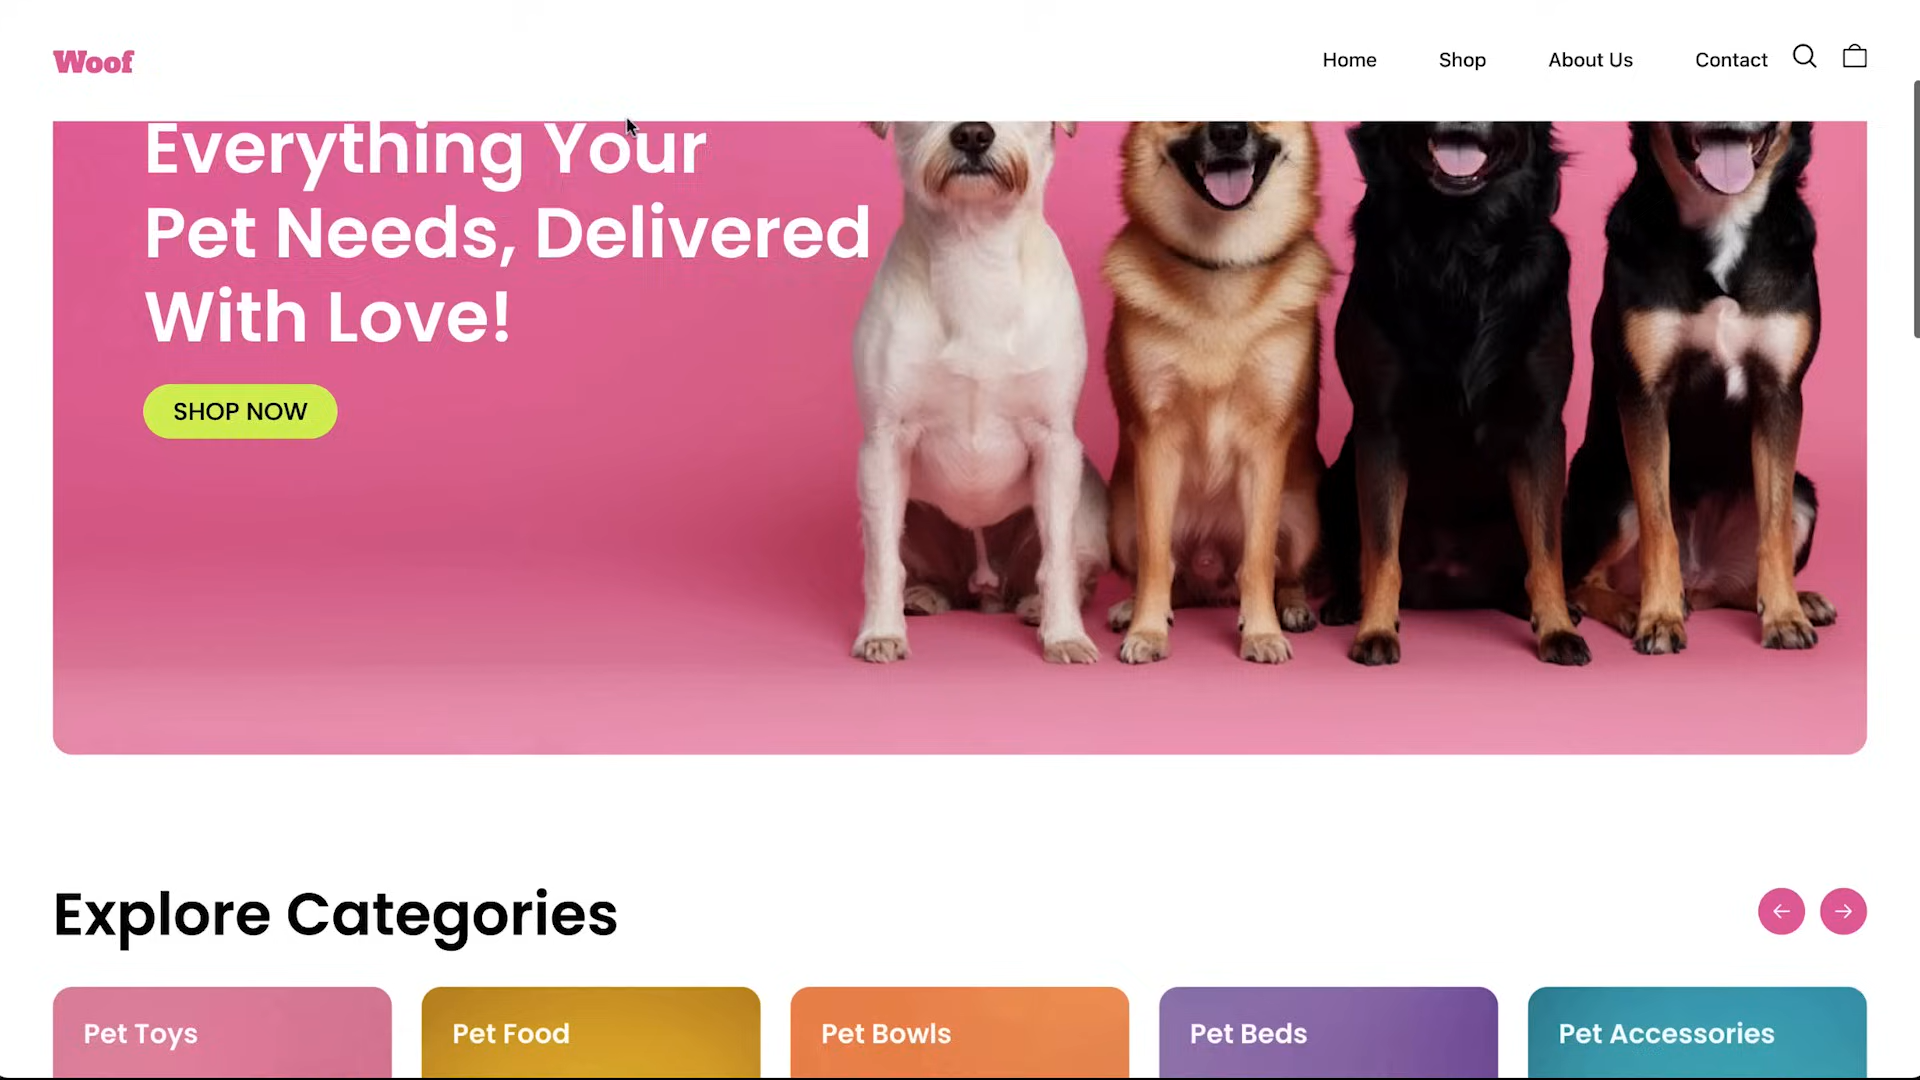 Woof
Home
Shop
About Us
Contact
Everything Your
Pet Needs, Delivered
With Love!
SHOP NOW
Explore Categories
Pet Toys
Pet Food
Pet Bowls
Pet Beds
Pet Accessories